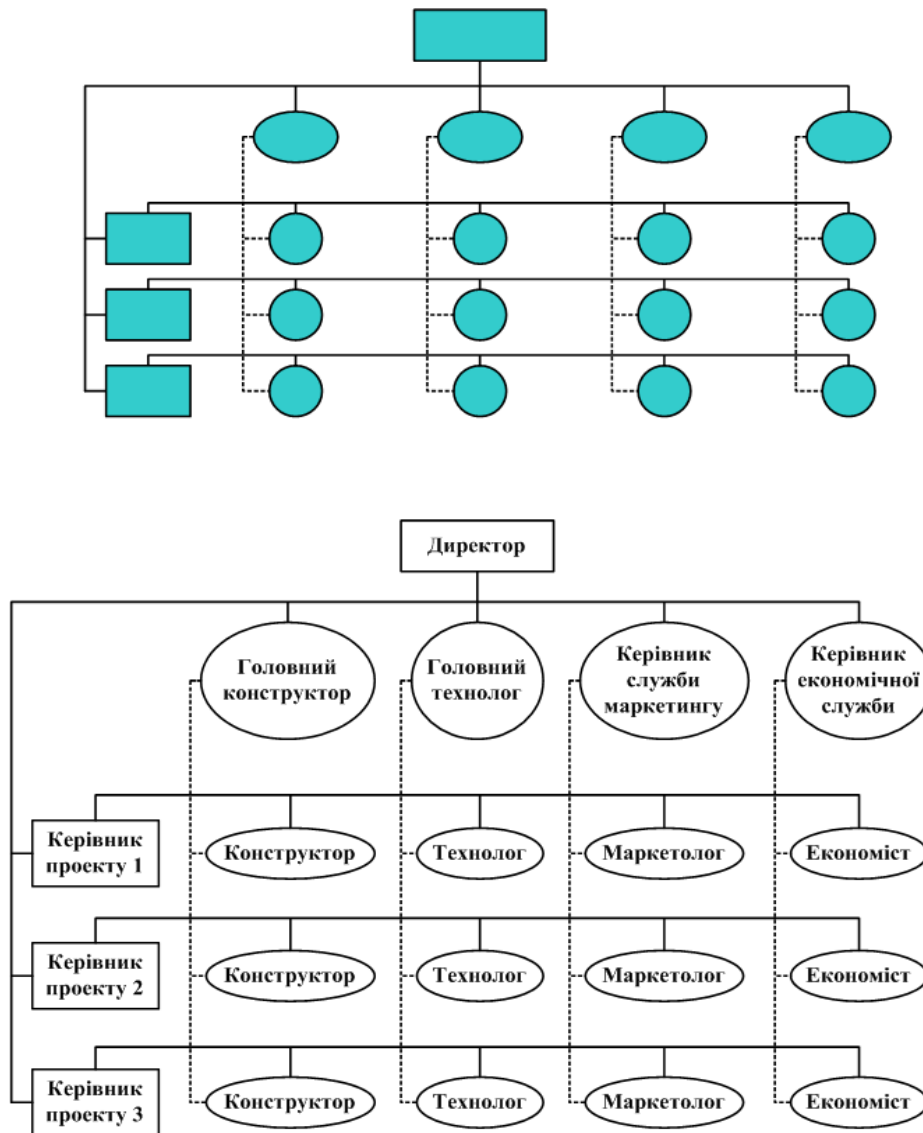 Директор
Головний
конструктор
Головний
технолог
Керівник
служби
маркетингу
Керівник
економічної
служби
Керівник
проекту 1
Конструктор
Технолог
Маркетолог
Економіст
Керівник
проекту 2
Конструктор
Технолог
Маркетолог
Економіст
Керівник
проекту 3
Конструктор
Технолог
Маркетолог
Економіст